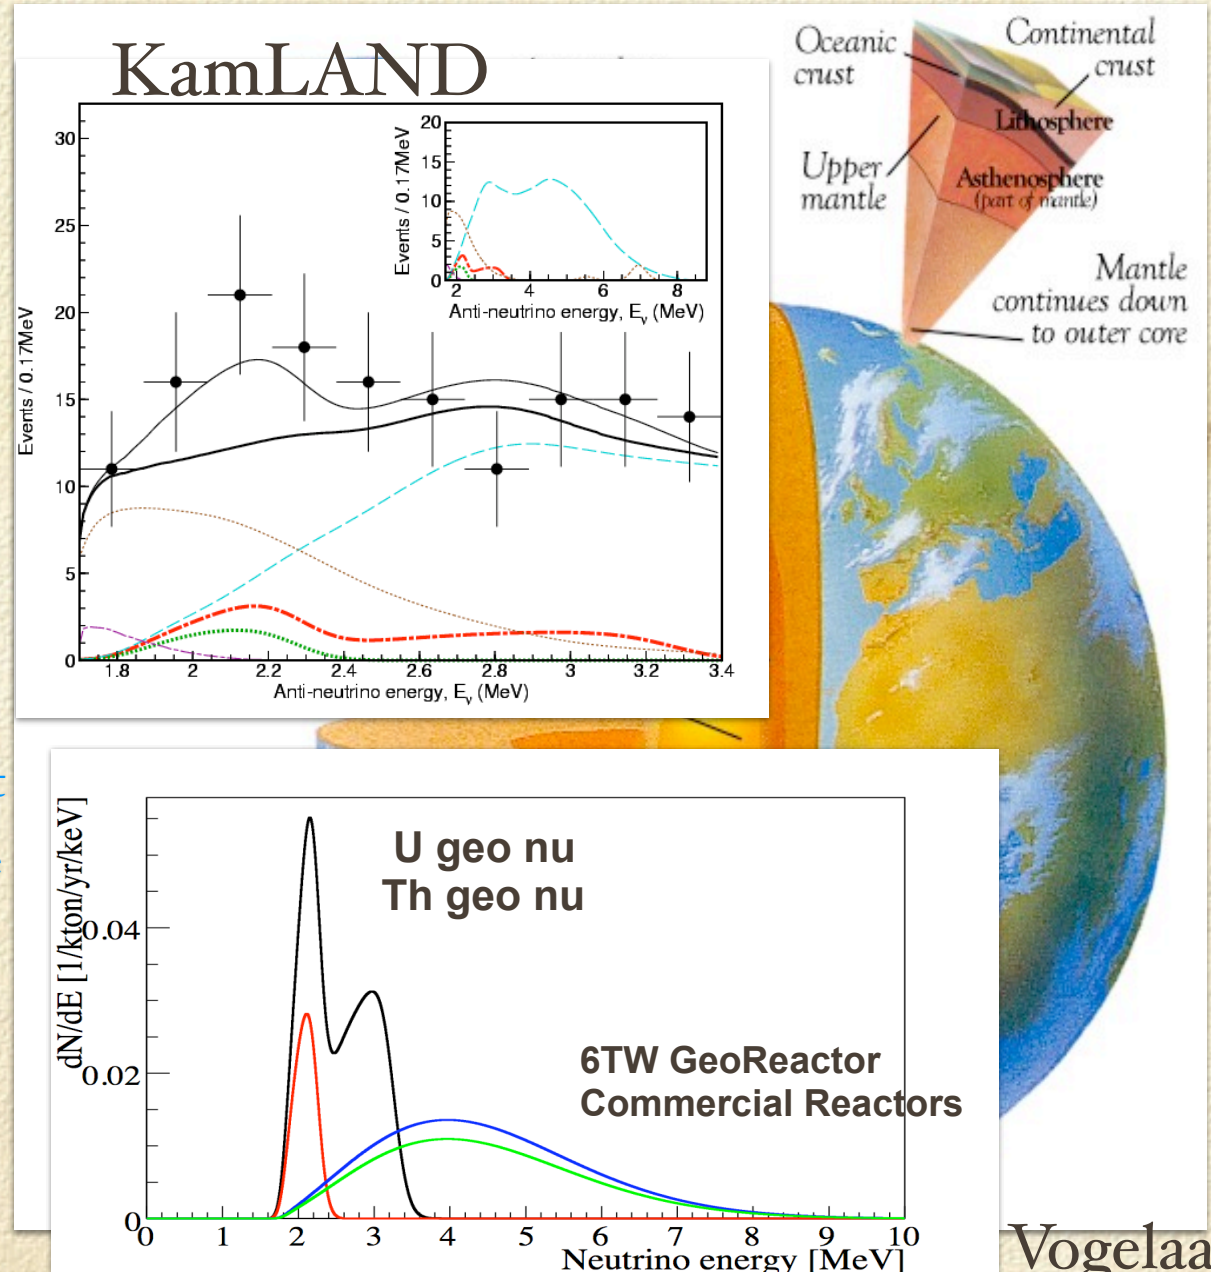 KamLAND
Events / 0.17MeV
30
25
20
15
10
5
0
1.8
2
2.2
2.4
2.6
2.8
3
3.2
3.4
Anti-neutrino energy, Eν (MeV)
Events / 0.17MeV
20
15
10
5
0
2
4
6
8
Anti-neutrino energy, Eν (MeV)
Oceanic
crust
Continental
crust
Lithosphere
Upper
mantle
Asthenosphere
(part of mantle)
Mantle
continues down
to outer core
dN/dE [1/kton/yr/keV]
0.04
0.02
0
U geo nu
Th geo nu
6TW GeoReactor
Commercial Reactors
0
1
2
3
4
5
6
7
8
9
10
Neutrino energy [MeV]
Vogelaa